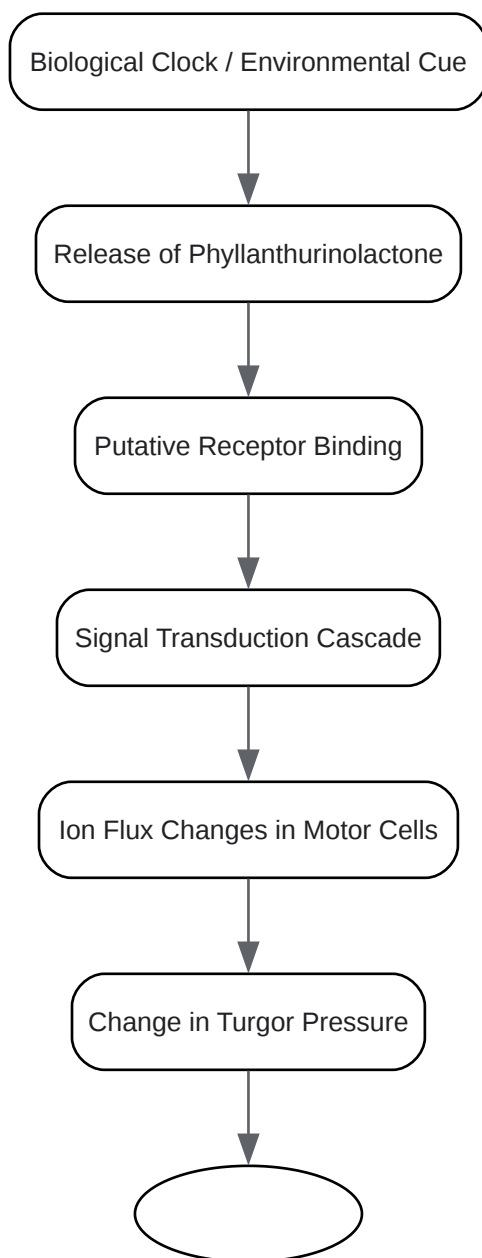 Biological Clock / Environmental Cue
Release of Phyllanthurinolactone
Putative Receptor Binding
Signal Transduction Cascade
Ion Flux Changes in Motor Cells
Change in Turgor Pressure